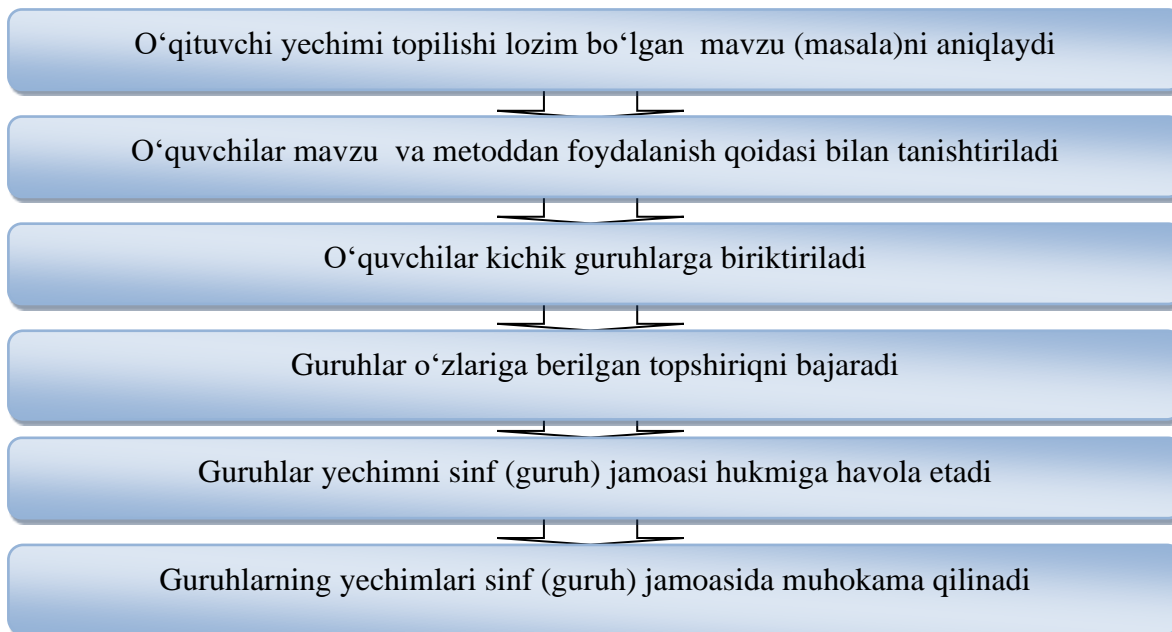 O‘qituvchi yechimi topilishi lozim bo‘lgan  mavzu (masala)ni aniqlaydi
O‘quvchilar mavzu  va metoddan foydalanish qoidasi bilan tanishtiriladi
O‘quvchilar kichik guruhlarga biriktiriladi
Guruhlar o‘zlariga berilgan topshiriqni bajaradi
Guruhlar yechimni sinf (guruh) jamoasi hukmiga havola etadi
Guruhlarning yechimlari sinf (guruh) jamoasida muhokama qilinadi